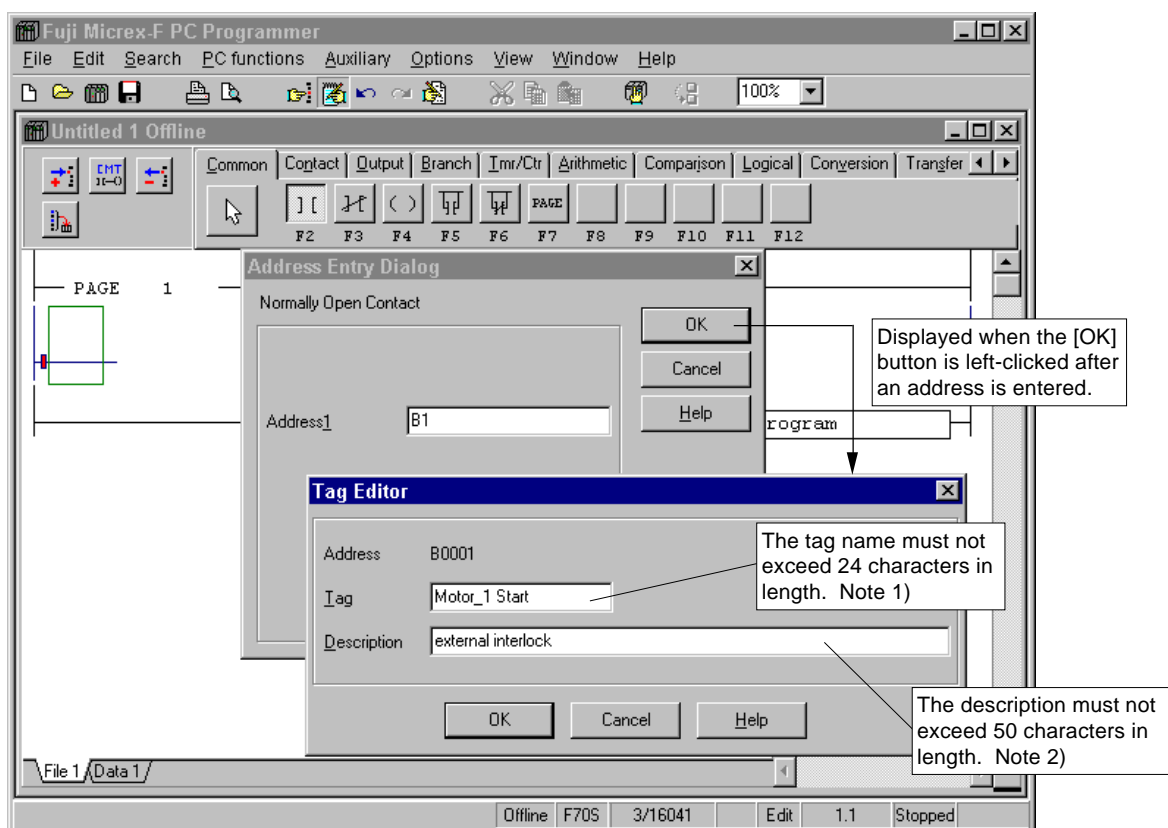 Fuji Micrex-F PC Programmer
File Edit Search PC functions Auxiliary Options View Window Help
100%
Untitled 1 Offline
CMT
Common Contact Output Branch Tmr/Ctr Arithmetic Comparison Logical Conversion Transfer
PAGE
F2 F3 F4 F5 F6 F7 F8 F9 F10 F11 F12
PAGE 1
Address Entry Dialog
Normally Open Contact
OK
Cancel
Help
Address1 B1
rogram
Displayed when the [OK]
button is left-clicked after
an address is entered.
Tag Editor
Address B0001
Tag Motor_1 Start
Description external interlock
The tag name must not
exceed 24 characters in
length. Note 1)
OK Cancel Help
The description must not
exceed 50 characters in
length. Note 2)
File 1 Data 1
Offline F70S 3/16041 Edit 1.1 Stopped